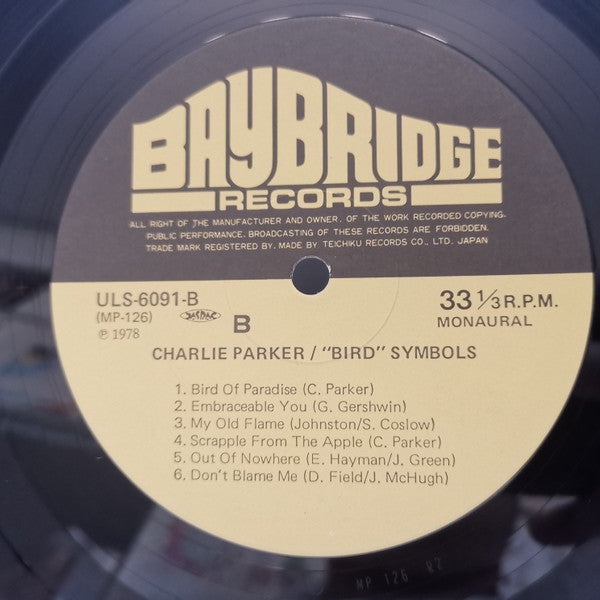 BAYBRIDGE
RECORDS
ALL RIGHT OF THE MANUFACTURER AND OWNER. OF THE WORK RECORDED COPYING.
PUBLIC PERFORMANCE. BROADCASTING OF THESE RECORDS ARE FORBIDDEN.
TRADE MARK REGISTERED BY. MADE BY TEICHIKU RECORDS CO., LTD. JAPAN
ULS-6091-B
33 1/3 R.P.M.
(MP-126) JASRAC
B
MONAURAL
℗ 1978
CHARLIE PARKER / "BIRD" SYMBOLS
1. Bird Of Paradise (C. Parker)
2. Embraceable You (G. Gershwin)
3. My Old Flame (Johnston/S. Coslow)
4. Scrapple From The Apple (C. Parker)
5. Out Of Nowhere (E. Hayman/J. Green)
6. Don't Blame Me (D. Field/J. McHugh)
MP 126